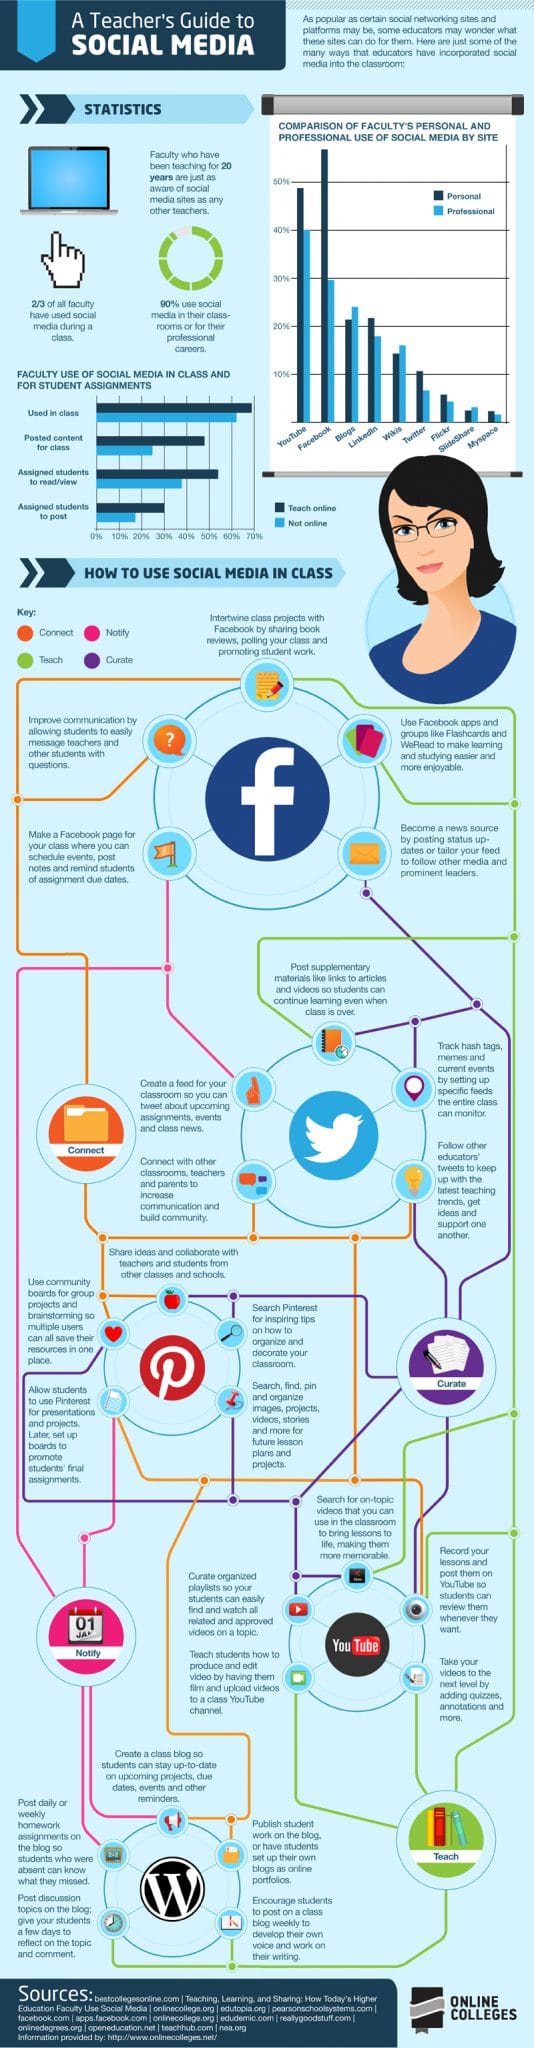 A Teacher's Guide to
SOCIAL MEDIA
As popular as certain social networking sites and
platforms may be, some educators may wonder what
these sites can do for them. Here are just some of the
many ways that educators have incorporated social
media into the classroom:
STATISTICS
Faculty who have
been teaching for 20
years are just as
aware of social
media sites as any
other teachers.
2/3 of all faculty
have used social
media during a
class.
90% use social
media in their class-
rooms or for their
professional
careers.
COMPARISON OF FACULTY'S PERSONAL AND
PROFESSIONAL USE OF SOCIAL MEDIA BY SITE
50%
40%
30%
20%
10%
Personal
Professional
YouTube
Facebook
Blogs
LinkedIn
Wikis
Twitter
Flickr
SlideShare
Myspace
FACULTY USE OF SOCIAL MEDIA IN CLASS AND
FOR STUDENT ASSIGNMENTS
Used in class
Posted content
for class
Assigned students
to read/view
Assigned students
to post
0% 10% 20% 30% 40% 50% 60% 70%
Teach online
Not online
HOW TO USE SOCIAL MEDIA IN CLASS
Key:
Connect
Notify
Teach
Curate
Intertwine class projects with
Facebook by sharing book
reviews, polling your class and
promoting student work.
Improve communication by
allowing students to easily
message teachers and
other students with
questions.
?
f
Use Facebook apps and
groups like Flashcards and
WeRead to make learning
and studying easier and
more enjoyable.
Make a Facebook page for
your class where you can
schedule events, post
notes and remind students
of assignment due dates.
Become a news source
by posting status up-
dates or tailor your feed
to follow other media and
prominent leaders.
Post supplementary
materials like links to articles
and videos so students can
continue learning even when
class is over.
Create a feed for your
classroom so you can
tweet about upcoming
assignments, events
and class news.
Track hash tags,
memes and
current events
by setting up
specific feeds
the entire class
can monitor.
Connect
Connect with other
classrooms, teachers
and parents to
increase
communication and
build community.
Follow other
educators'
tweets to keep
up with the
latest teaching
trends, get
ideas and
support one
another.
Share ideas and collaborate with
teachers and students from
other classes and schools.
Use community
boards for group
projects and
brainstorming so
multiple users
can all save their
resources in one
place.
Search Pinterest
for inspiring tips
on how to
organize and
decorate your
classroom.
Curate
Allow students
to use Pinterest
for presentations
and projects.
Later, set up
boards to
promote
students' final
assignments.
Search, find, pin
and organize
images, projects,
videos, stories
and more for
future lesson
plans and
projects.
Search for on-topic
videos that you can
use in the classroom
to bring lessons to
life, making them
more memorable.
Curate organized
playlists so your
students can easily
find and watch all
related and approved
videos on a topic.
Record your
lessons and
post them on
YouTube so
students can
review them
whenever they
want.
01
JAN
Notify
You Tube
Teach students how to
produce and edit
video by having them
film and upload videos
to a class YouTube
channel.
Take your
videos to the
next level by
adding quizzes,
annotations and
more.
Create a class blog so
students can stay up-to-date
on upcoming projects, due
dates, events and other
reminders.
Post daily or
weekly
homework
assignments on
the blog so
students who were
absent can know
what they missed.
2+2
W
Publish student
work on the blog,
or have students
set up their own
blogs as online
portfolios.
Teach
Post discussion
topics on the blog;
give your students
a few days to
reflect on the topic
and comment.
Encourage students
to post on a class
blog weekly to
develop their own
voice and work on
their writing.
Sources: bestcollegesonline.com | Teaching, Learning, and Sharing: How Today's Higher
Education Faculty Use Social Media | onlinecollege.org | edutopia.org | pearsonschoolsystems.com |
facebook.com | apps.facebook.com | onlinecollege.org | edudemic.com | reallygoodstuff.com |
onlinedegrees.org | openeducation.net | teachhub.com | nea.org
Information provided by: http://www.onlinecolleges.net/
ONLINE
COLLEGES